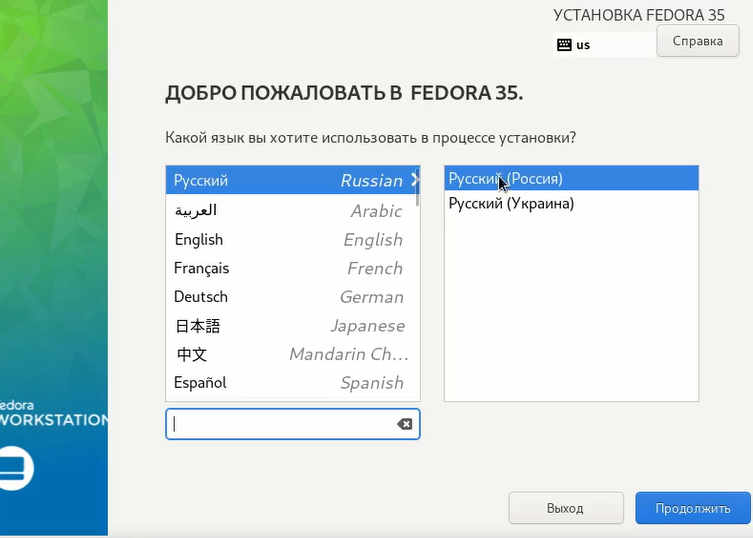 УСТАНОВКА FEDORA 35
us
Справка
ДОБРО ПОЖАЛОВАТЬ В FEDORA 35.
Какой язык вы хотите использовать в процессе установки?
Русский Russian
العربية Arabic
English English
Français French
Deutsch German
日本語 Japanese
中文 Mandarin Ch...
Español Spanish
Русский (Россия)
Русский (Украина)
edora
WORKSTATION
Выход
Продолжить